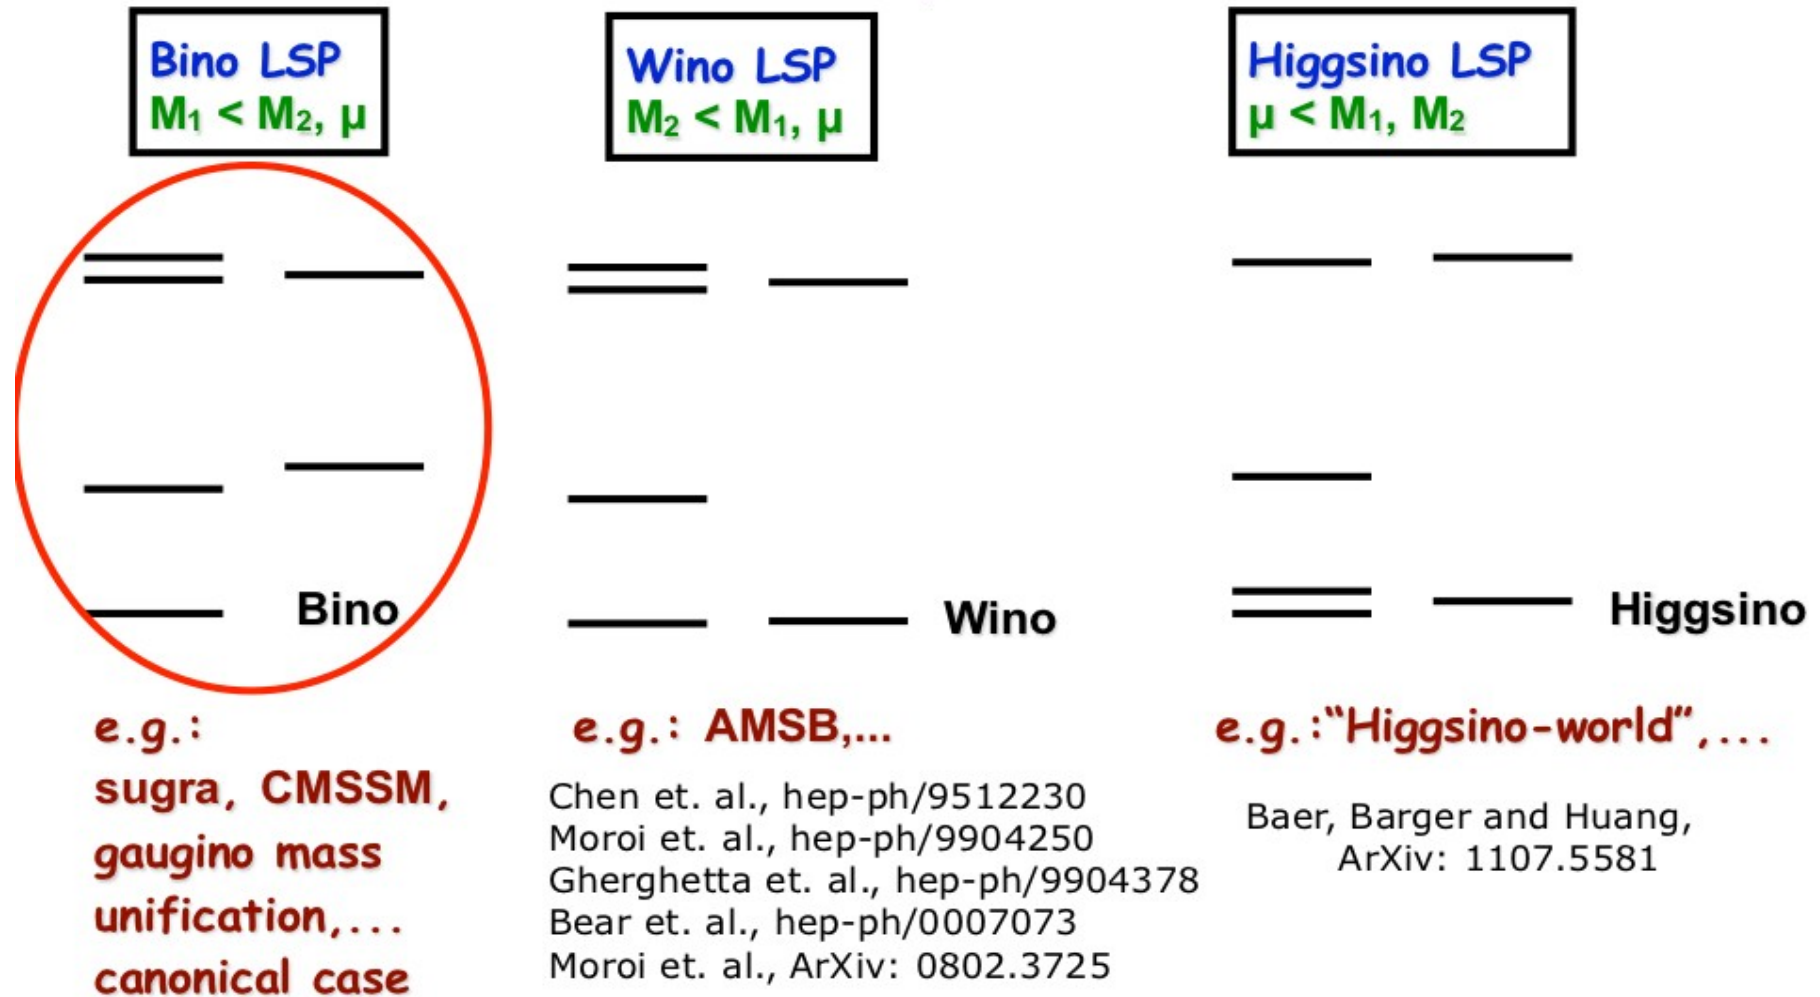 Bino LSP
M₁ < M₂, μ
Wino LSP
M₂ < M₁, μ
Higgsino LSP
μ < M₁, M₂
Bino
Wino
Higgsino
e.g.:
sugra, CMSSM,
gaugino mass
unification,...
canonical case
e.g.: AMSB,...
Chen et. al., hep-ph/9512230
Moroi et. al., hep-ph/9904250
Gherghetta et. al., hep-ph/9904378
Bear et. al., hep-ph/0007073
Moroi et. al., ArXiv: 0802.3725
e.g.:“Higgsino-world”,...
Baer, Barger and Huang,
ArXiv: 1107.5581